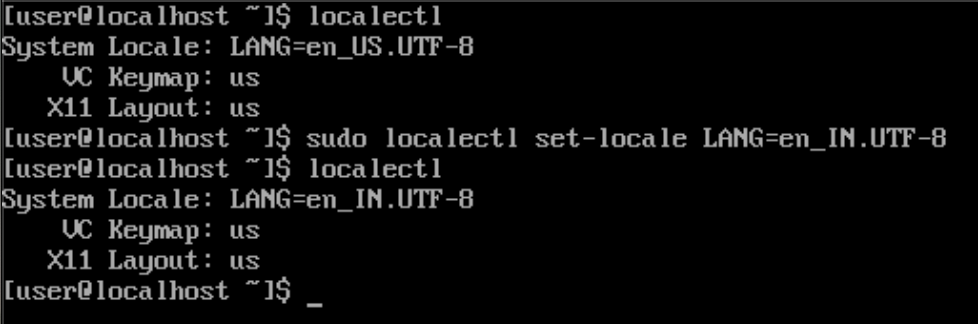 [user@localhost ~]$ localectl
System Locale: LANG=en_US.UTF-8
    VC Keymap: us
   X11 Layout: us
[user@localhost ~]$ sudo localectl set-locale LANG=en_IN.UTF-8
[user@localhost ~]$ localectl
System Locale: LANG=en_IN.UTF-8
    VC Keymap: us
   X11 Layout: us
[user@localhost ~]$ _